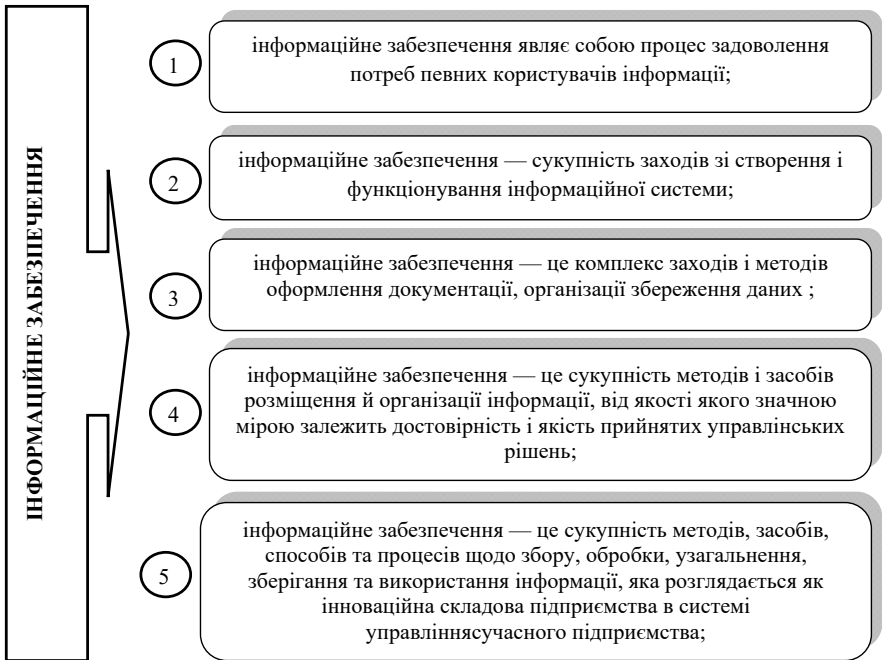 ІНФОРМАЦІЙНЕ ЗАБЕЗПЕЧЕННЯ
1
інформаційне забезпечення являє собою процес задоволення
потреб певних користувачів інформації;
2
інформаційне забезпечення — сукупність заходів зі створення і
функціонування інформаційної системи;
3
інформаційне забезпечення — це комплекс заходів і методів
оформлення документації, організації збереження даних ;
4
інформаційне забезпечення — це сукупність методів і засобів
розміщення й організації інформації, від якості якого значною
мірою залежить достовірність і якість прийнятих управлінських
рішень;
5
інформаційне забезпечення — це сукупність методів, засобів,
способів та процесів щодо збору, обробки, узагальнення,
зберігання та використання інформації, яка розглядається як
інноваційна складова підприємства в системі
управліннясучасного підприємства;